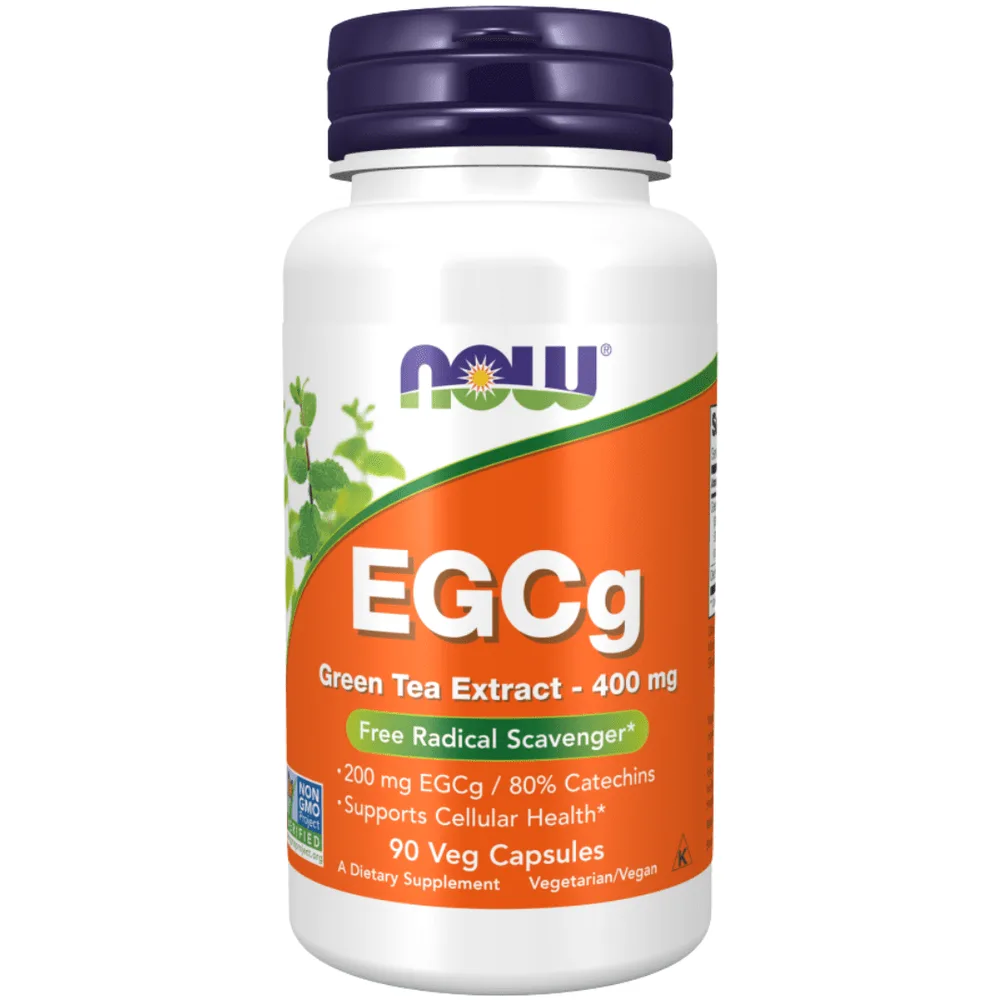 NOW®
EGCg
Green Tea Extract - 400 mg
Free Radical Scavenger*
• 200 mg EGCg / 80% Catechins
• Supports Cellular Health*
90 Veg Capsules
A Dietary Supplement Vegetarian/Vegan
K
NON
GMO
Project